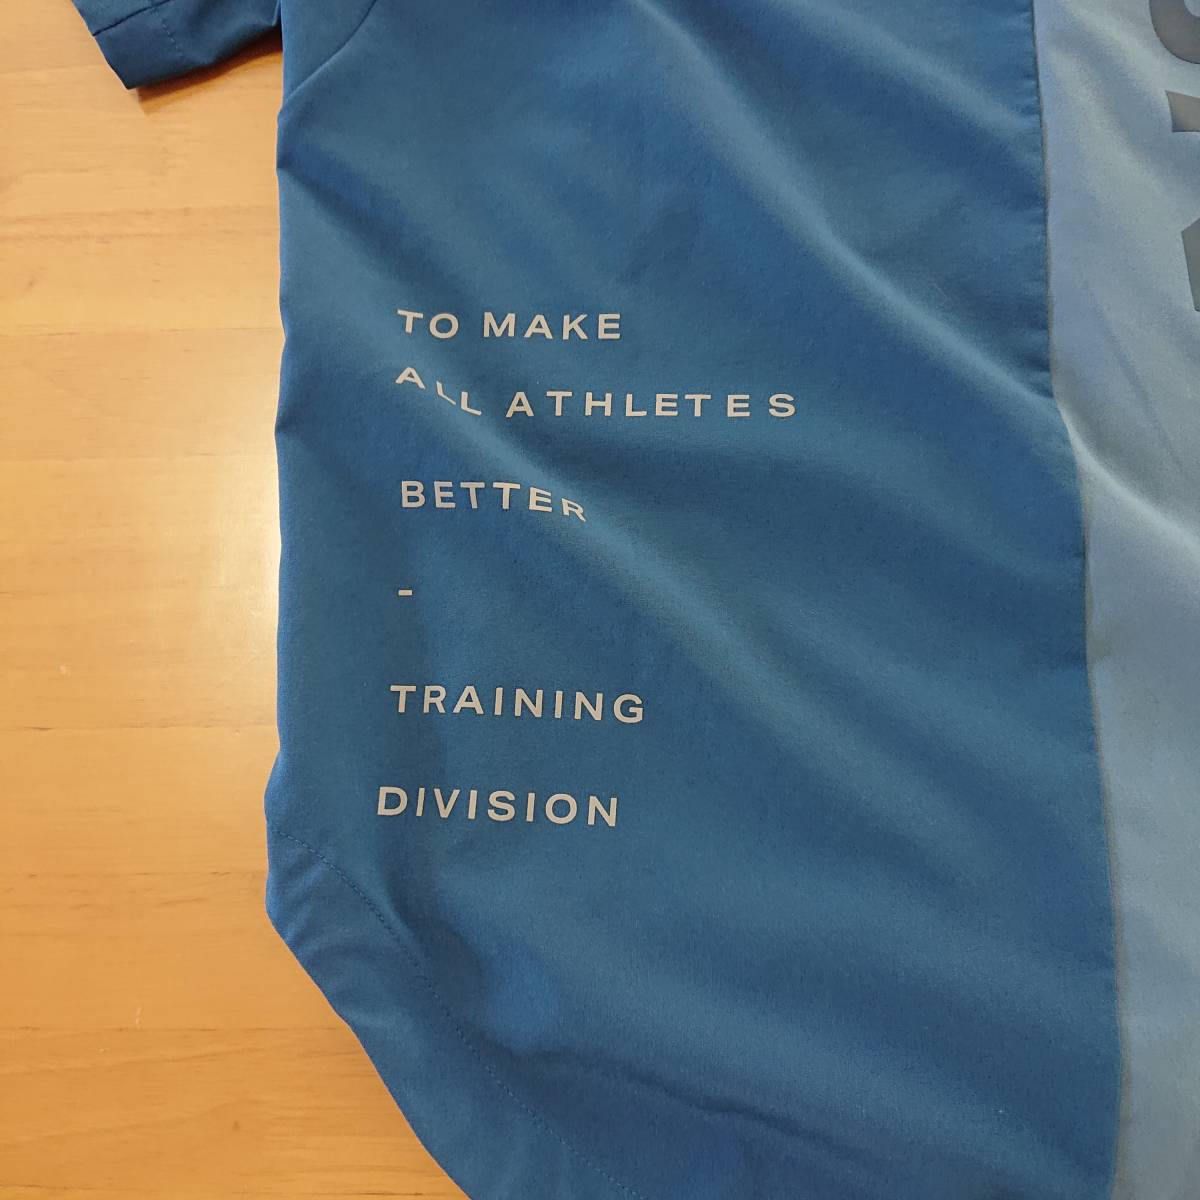 TO MAKE
ALL ATHLETES
BETTER
-
TRAINING
DIVISION